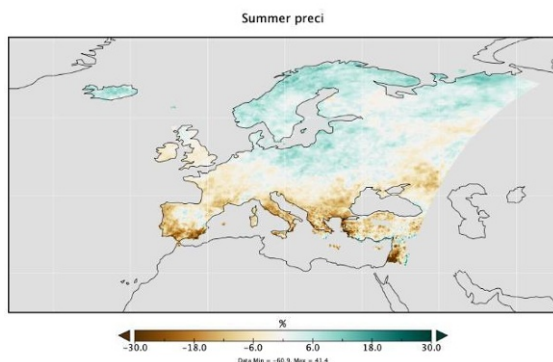 Summer preci
%
-30.0 -18.0 -6.0 6.0 18.0 30.0
Data Min = -60.9, Max = 41.4